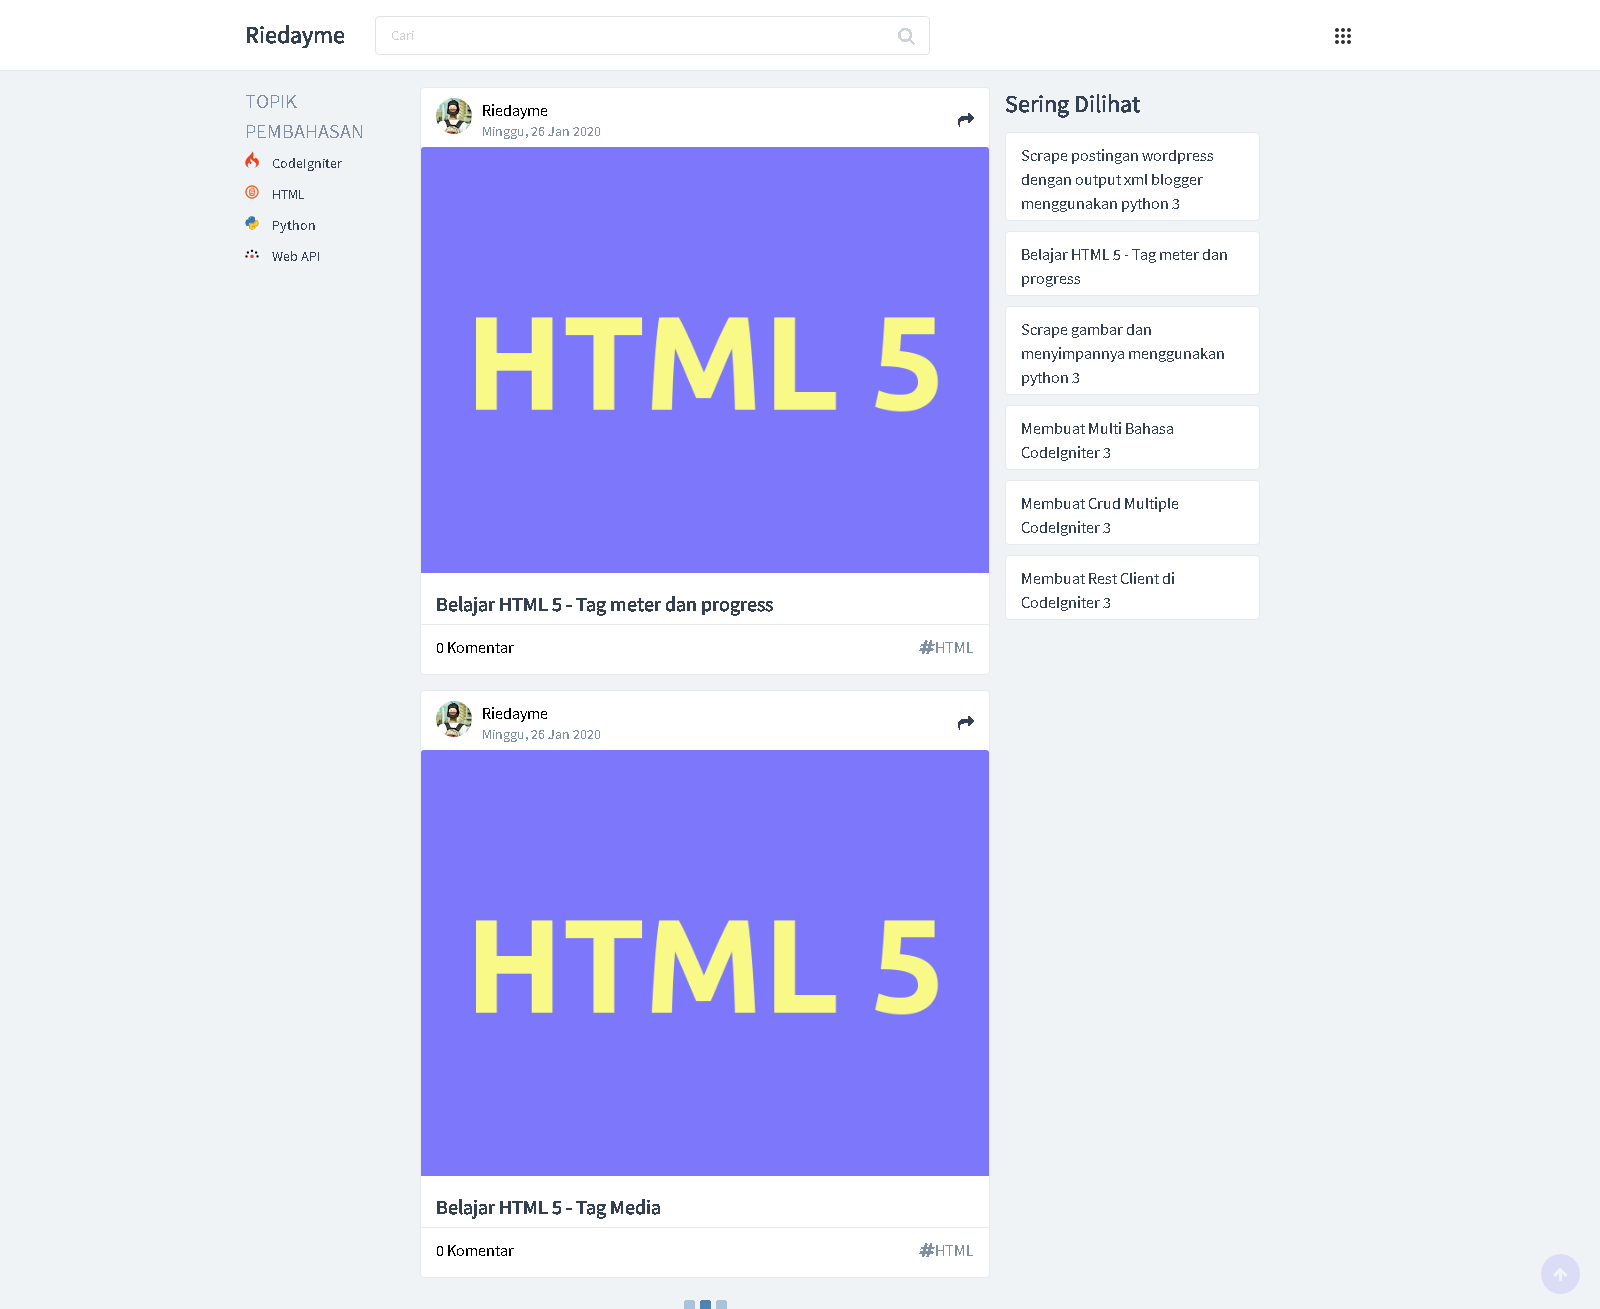 Riedayme
Cari
TOPIK
PEMBAHASAN
CodeIgniter
HTML
Python
Web API
Riedayme
Minggu, 26 Jan 2020
HTML 5
Belajar HTML 5 - Tag meter dan progress
0 Komentar
#HTML
Riedayme
Minggu, 26 Jan 2020
HTML 5
Belajar HTML 5 - Tag Media
0 Komentar
#HTML
Sering Dilihat
Scrape postingan wordpress
dengan output xml blogger
menggunakan python 3
Belajar HTML 5 - Tag meter dan
progress
Scrape gambar dan
menyimpannya menggunakan
python 3
Membuat Multi Bahasa
CodeIgniter 3
Membuat Crud Multiple
CodeIgniter 3
Membuat Rest Client di
CodeIgniter 3